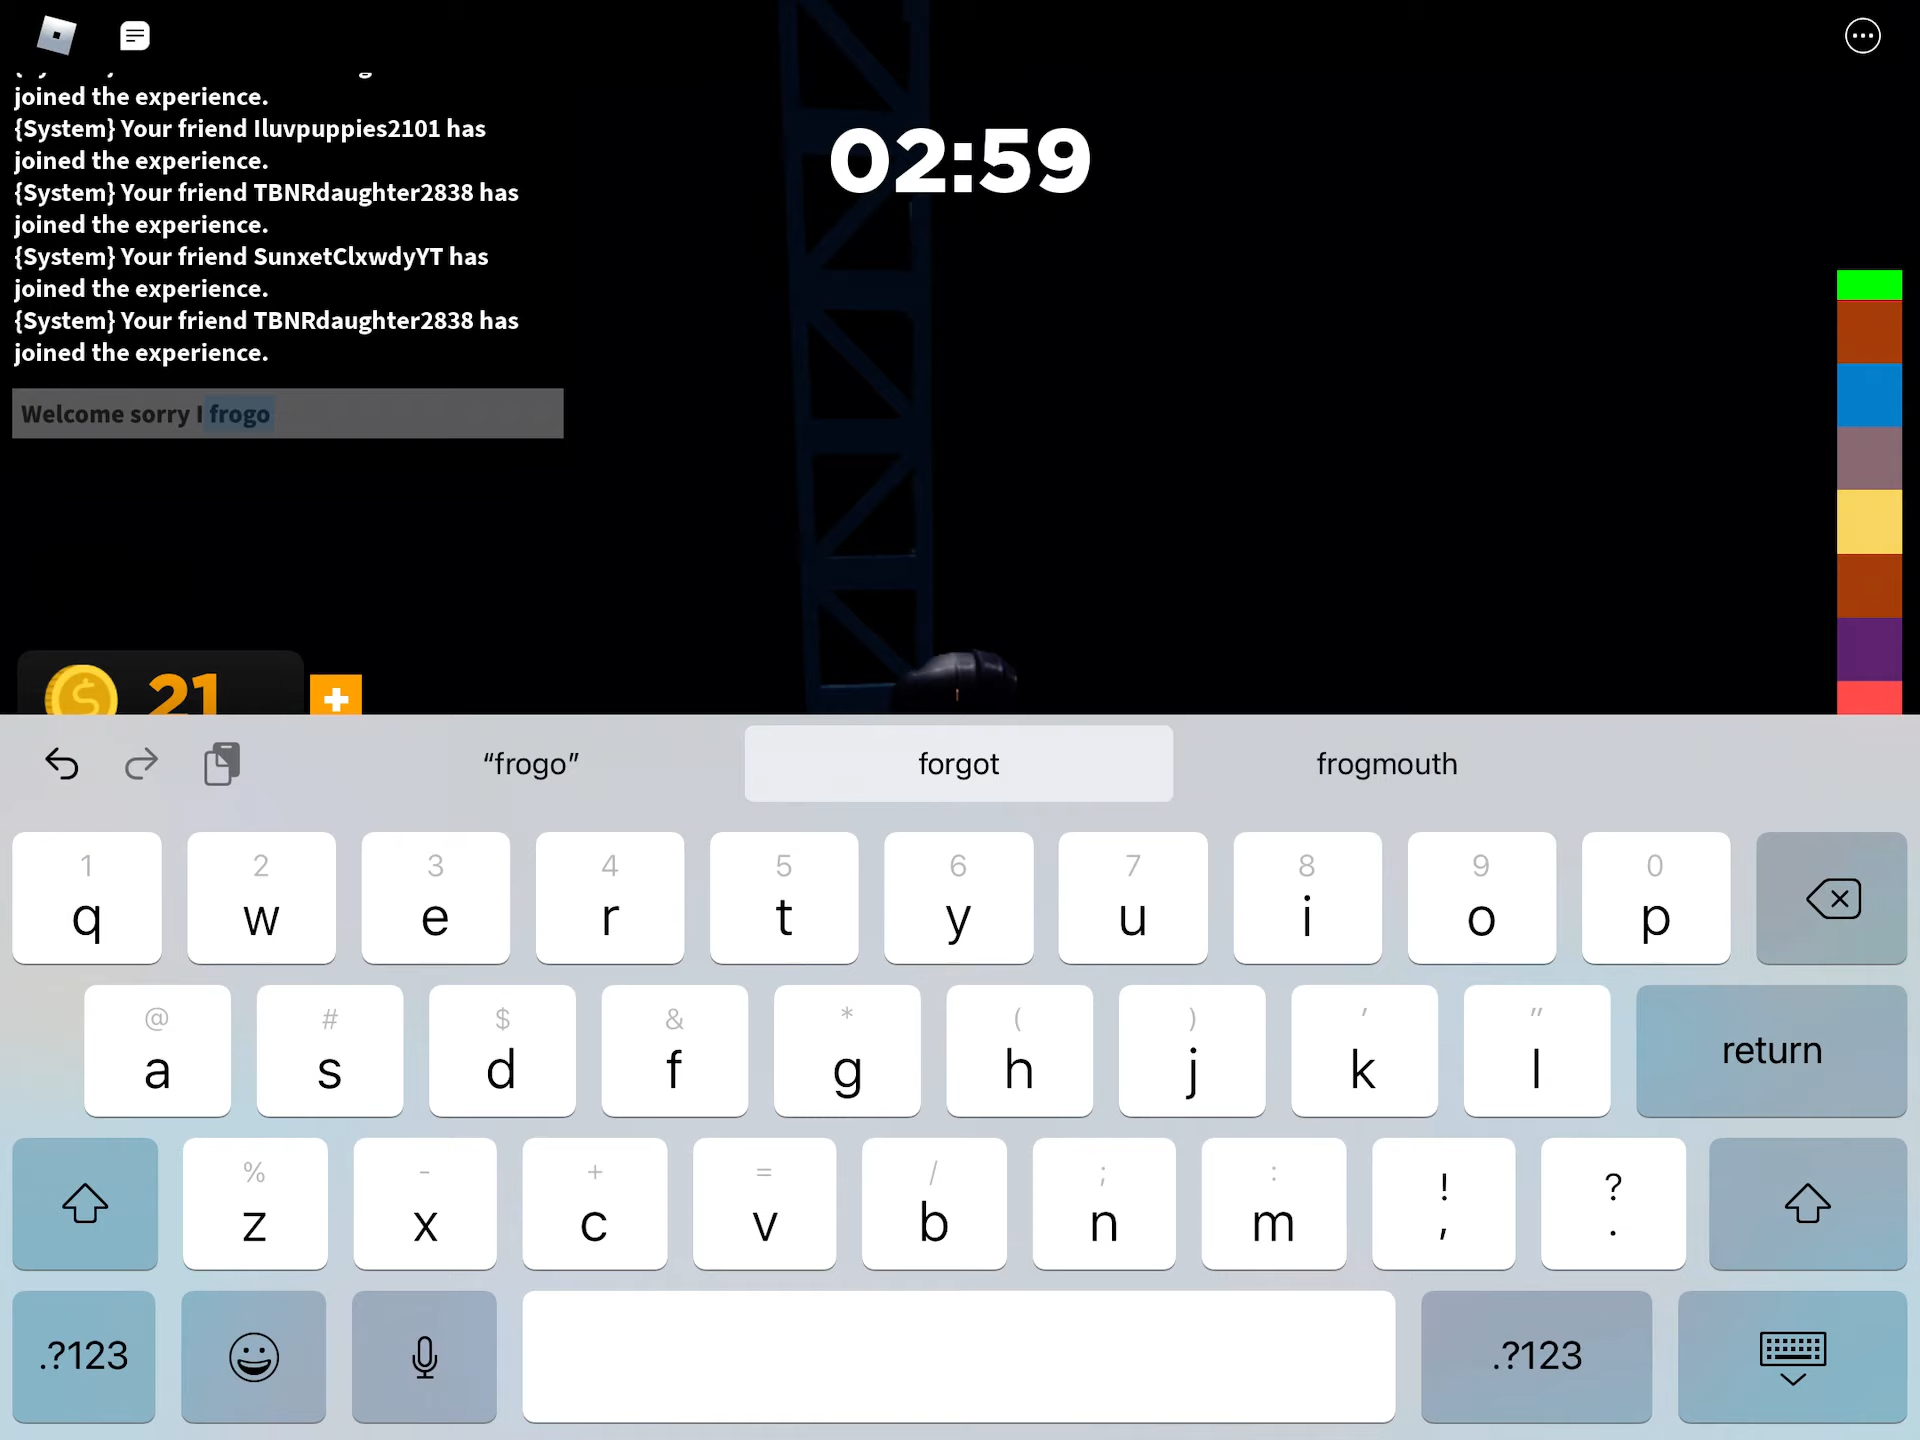 joined the experience.
{System} Your friend Iluvpuppies2101 has
joined the experience.
{System} Your friend TBNRdaughter2838 has
joined the experience.
{System} Your friend SunxetClxwdyYT has
joined the experience.
{System} Your friend TBNRdaughter2838 has
joined the experience.
02:59
Welcome sorry I frogo
21
“frogo” forgot frogmouth
1 2 3 4 5 6 7 8 9 0
q w e r t y u i o p
@ # $ & * ( ) ' "
a s d f g h j k l return
% - + = / ; : ! ?
z x c v b n m , .
.?123 .?123